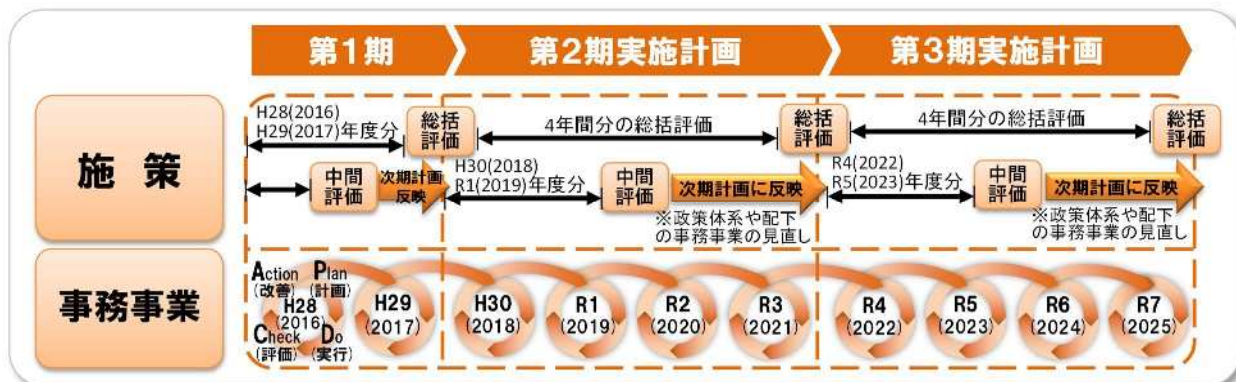 第1期
第2期実施計画
第3期実施計画
施 策
H28(2016)
H29(2017)年度分
総括
評価
4年間分の総括評価
総括
評価
4年間分の総括評価
総括
評価
中間
評価
次期計画
反映
H30(2018)
R1(2019)年度分
中間
評価
次期計画に反映
※政策体系や配下
の事務事業の見直し
R4(2022)
R5(2023)年度分
中間
評価
次期計画に反映
※政策体系や配下
の事務事業の見直し
事務事業
Action Plan
(改善) (計画)
H28
(2016)
Check Do
(評価) (実行)
H29
(2017)
H30
(2018)
R1
(2019)
R2
(2020)
R3
(2021)
R4
(2022)
R5
(2023)
R6
(2024)
R7
(2025)